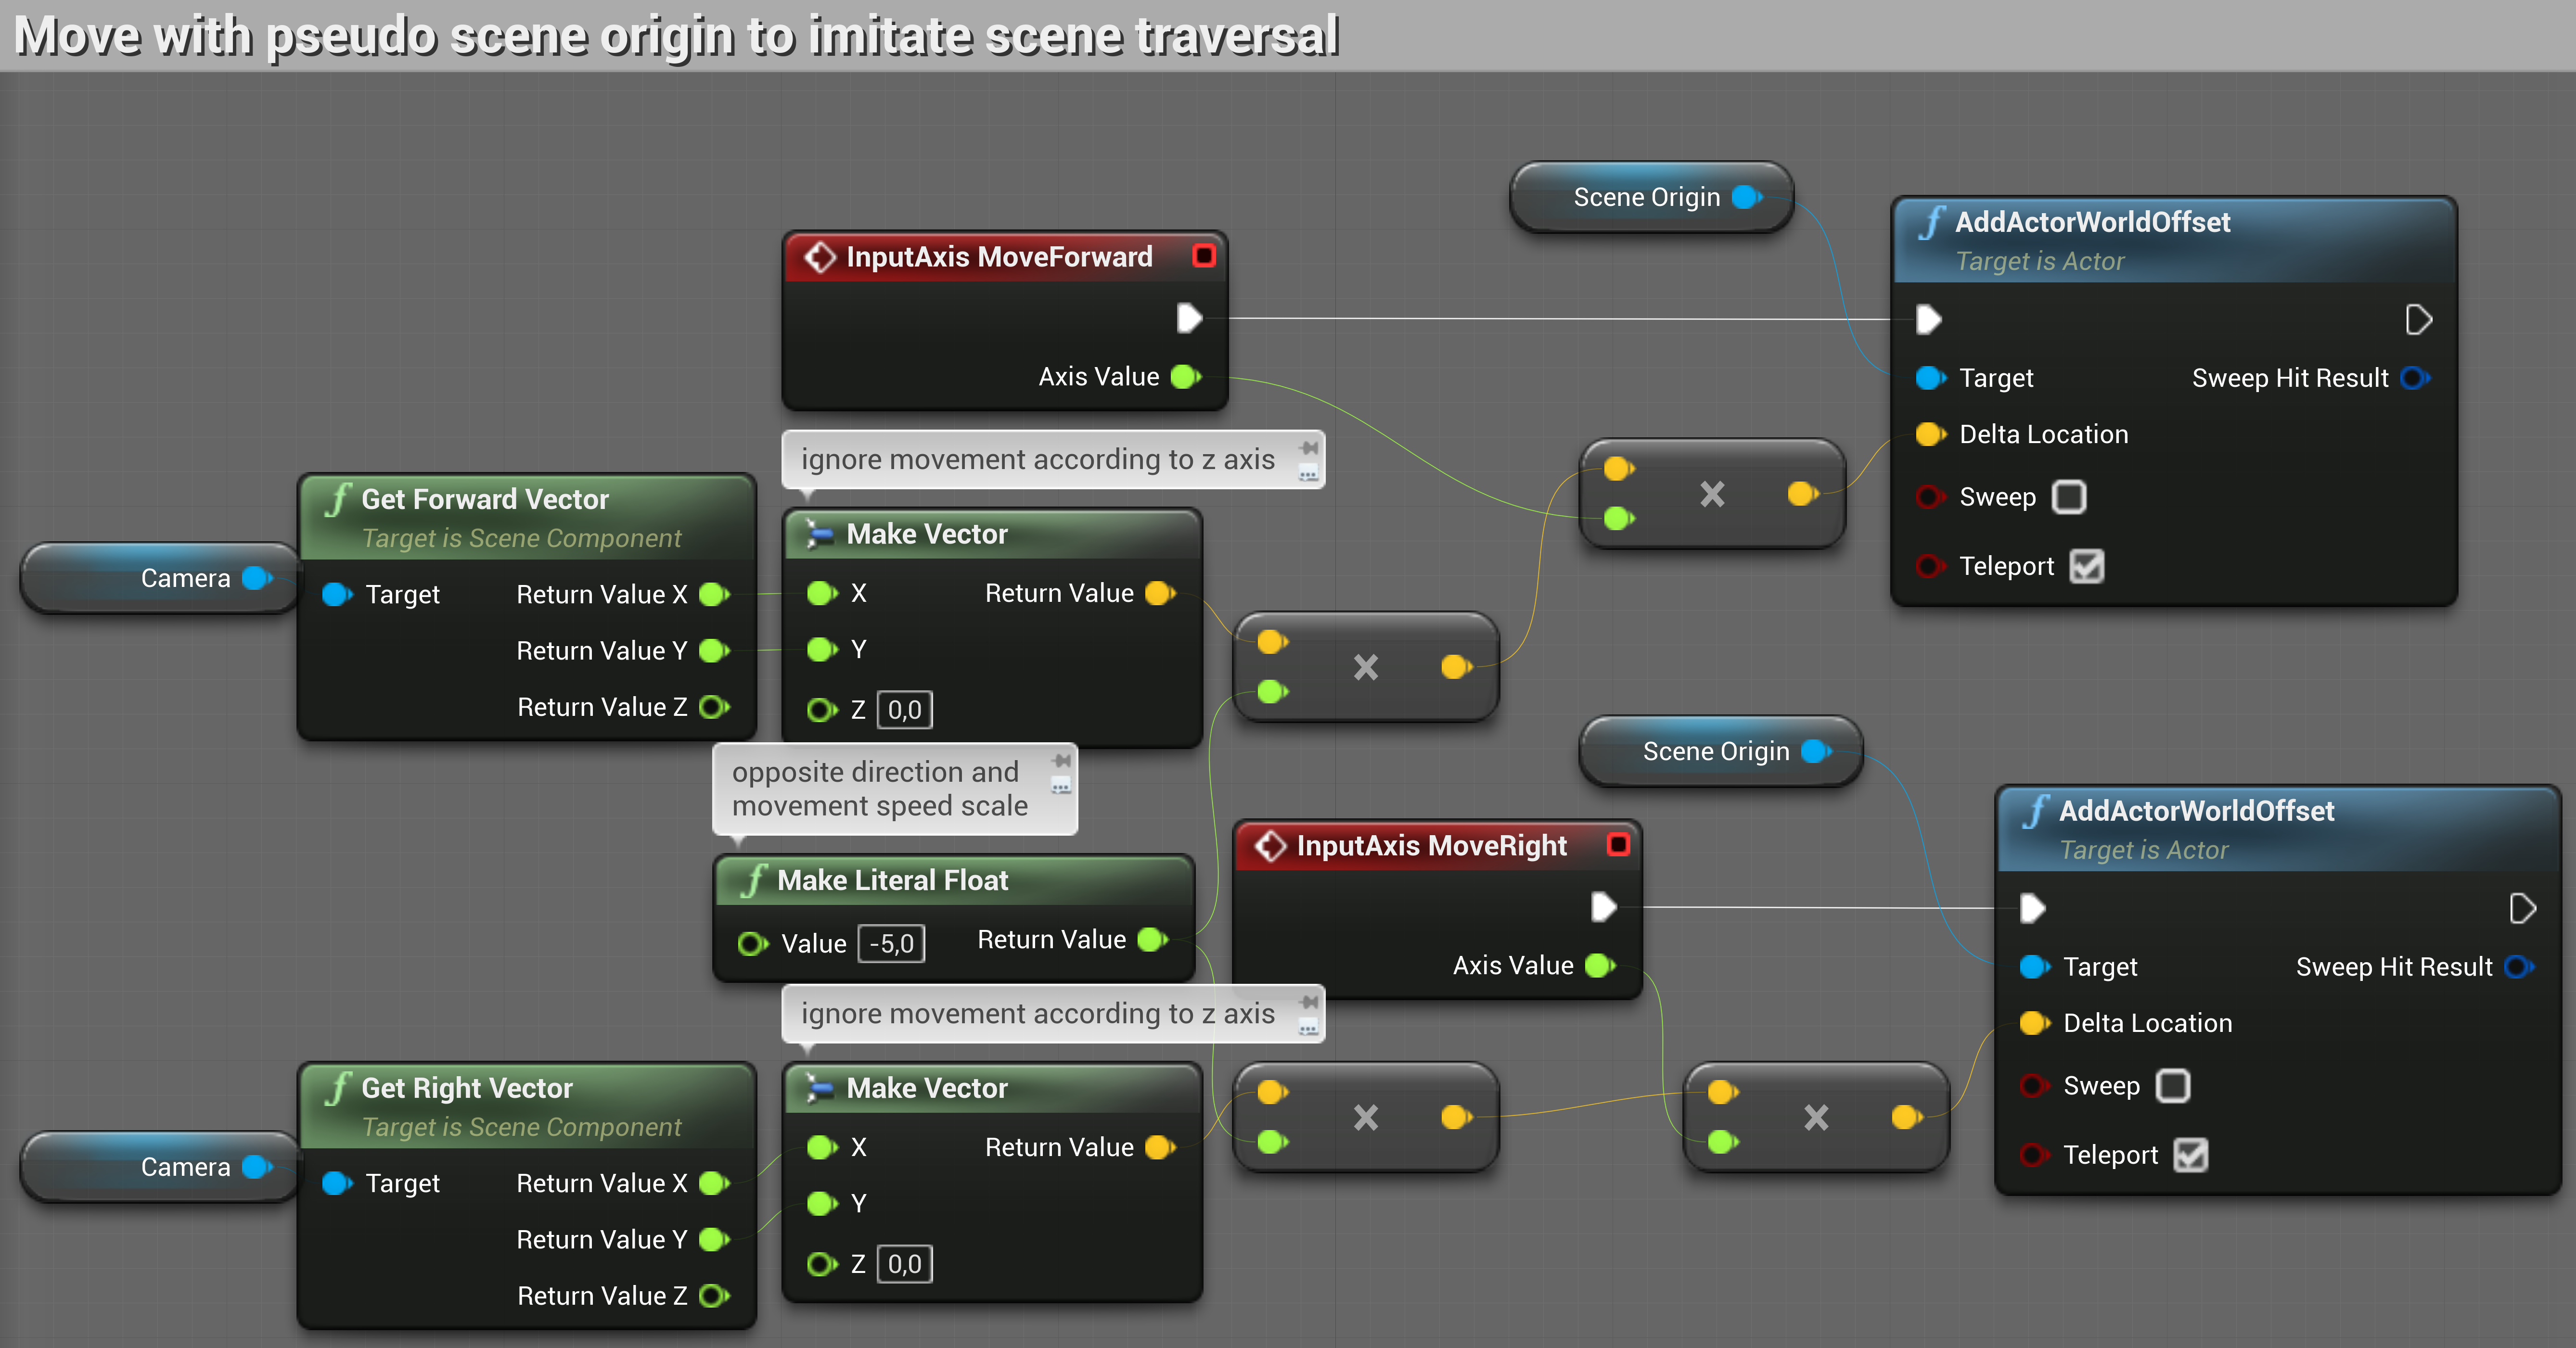 Move with pseudo scene origin to imitate scene traversal
Scene Origin
AddActorWorldOffset
Target is Actor
Target
Sweep Hit Result
Delta Location
Sweep
Teleport
InputAxis MoveForward
Axis Value
ignore movement according to z axis
Camera
Get Forward Vector
Target is Scene Component
Target
Return Value X
Return Value Y
Return Value Z
Make Vector
X
Return Value
Y
Z 0,0
×
×
opposite direction and
movement speed scale
Make Literal Float
Value -5,0
Return Value
Scene Origin
InputAxis MoveRight
Axis Value
AddActorWorldOffset
Target is Actor
Target
Sweep Hit Result
Delta Location
Sweep
Teleport
ignore movement according to z axis
Camera
Get Right Vector
Target is Scene Component
Target
Return Value X
Return Value Y
Return Value Z
Make Vector
X
Return Value
Y
Z 0,0
×
×